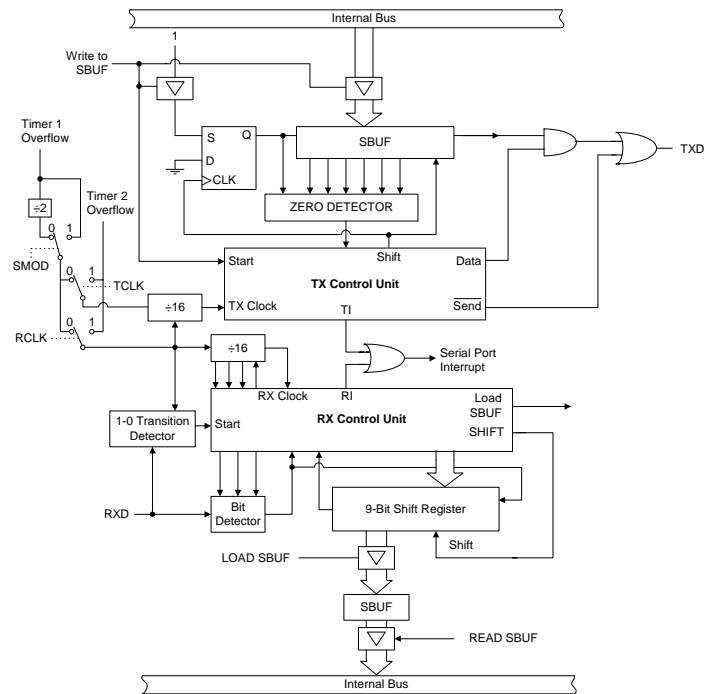 Internal Bus
1
Write to
SBUF
S
Q
D
CLK
SBUF
TXD
Timer 1
Overflow
Timer 2
Overflow
÷2
ZERO DETECTOR
0 1
SMOD
Shift
Start
Data
TX Control Unit
0 1
TCLK
÷16
TX Clock
TI
Send
0 1
RCLK
÷16
Serial Port
Interrupt
RX Clock
RI
Load
SBUF
1-0 Transition
Detector
Start
RX Control Unit
SHIFT
RXD
Bit
Detector
9-Bit Shift Register
Shift
LOAD SBUF
SBUF
READ SBUF
Internal Bus